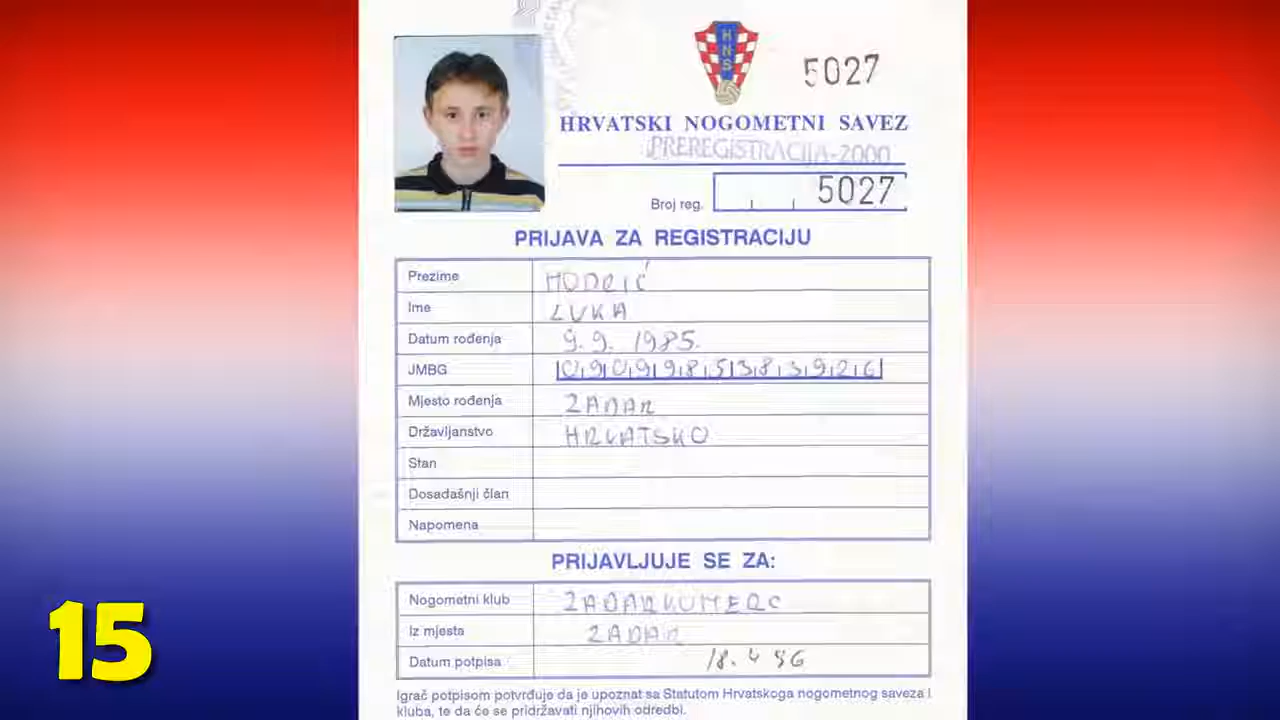 HNS
5027
HRVATSKI NOGOMETNI SAVEZ
PREREGISTRACIJA-2000
Broj reg. 5027
PRIJAVA ZA REGISTRACIJU
Prezime MODRIĆ
Ime LUKA
Datum rođenja 9.9. 1985.
JMBG 0909985383926
Mjesto rođenja ZADAR
Državljanstvo HRVATSKO
Stan
Dosadašnji član
Napomena
PRIJAVLJUJE SE ZA:
Nogometni klub ZADARKOMERC
Iz mjesta ZADAR
Datum potpisa 18. 4 96
Igrač potpisom potvrđuje da je upoznat sa Statutom Hrvatskoga nogometnog saveza i
kluba, te da će se pridržavati njihovih odredbi.
15